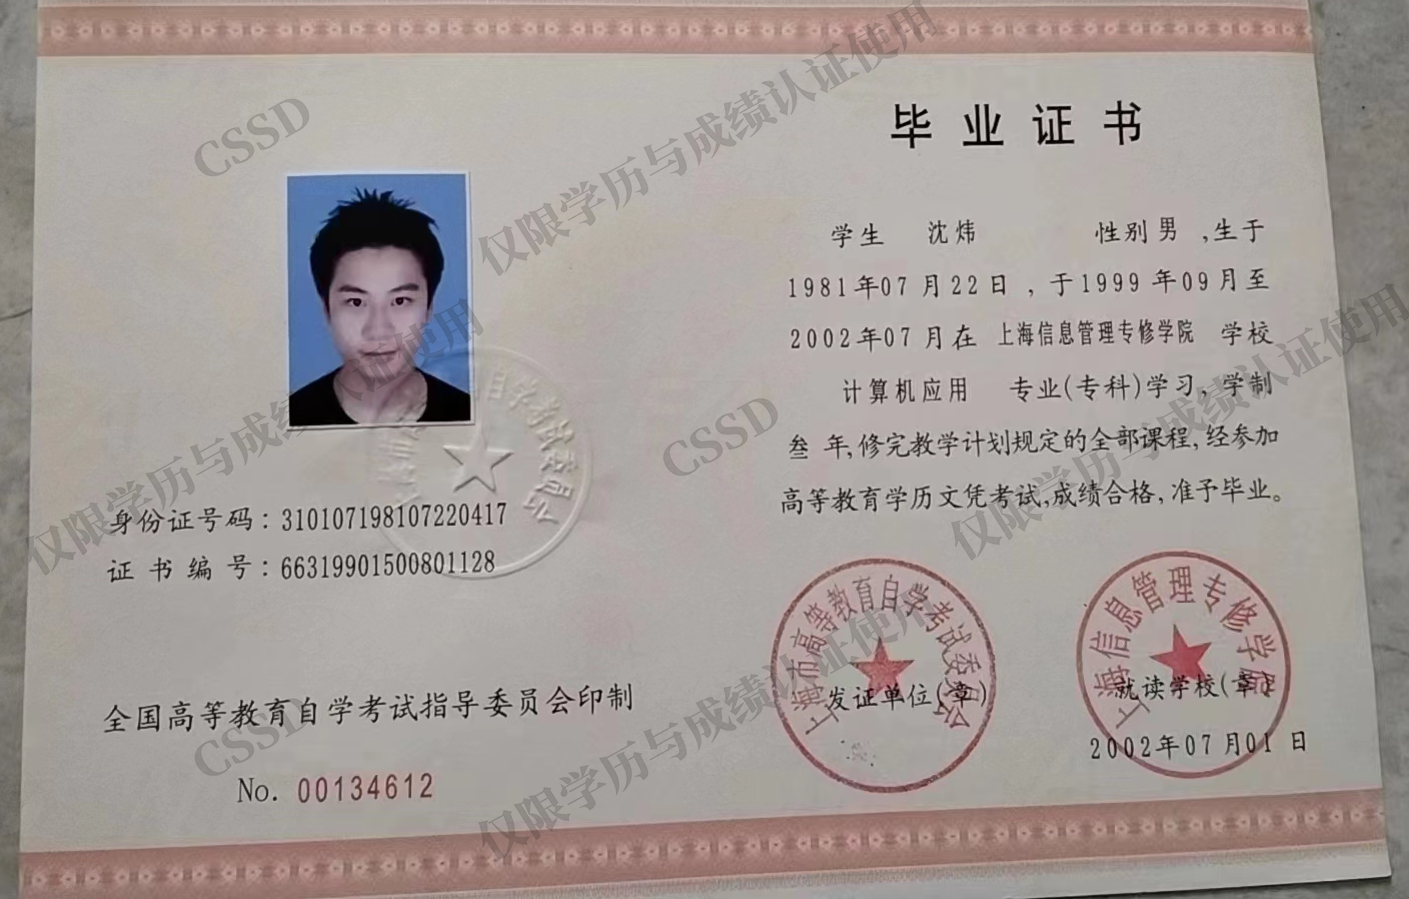 毕业证书
学生 沈炜 性别男,生于
1981年07月22日,于1999年09月至
2002年07月在 上海信息管理专修学院 学校
计算机应用 专业(专科)学习,学制
叁 年,修完教学计划规定的全部课程,经参加
高等教育学历文凭考试,成绩合格,准予毕业。
身份证号码:310107198107220417
证书编号:66319901500801128
全国高等教育自学考试指导委员会印制
No. 00134612
上海市高等教育自学考试委员会
发证单位(章)
上海信息管理专修学院
就读学校(章)
2002年07月01日
自学考试委员会
CSSD
仅限学历与成绩认证使用
仅限学历与成绩认证使用
CSSD
仅限学历与成绩认证使用
CSSD
仅限学历与成绩认证使用